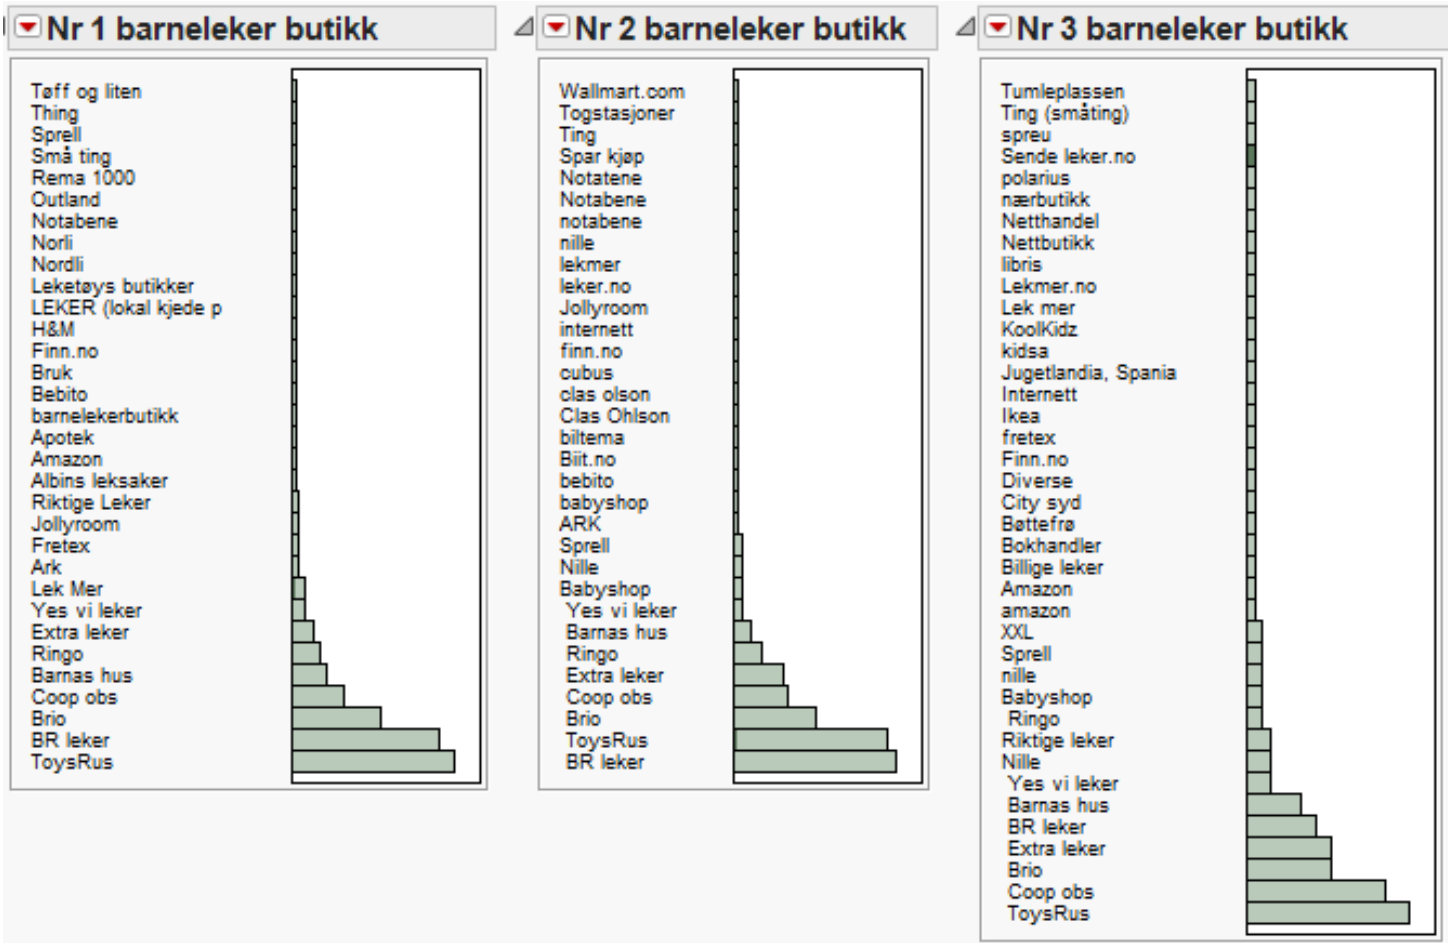 Nr 1 barneleker butikk
Tøff og liten
Thing
Sprell
Små ting
Rema 1000
Outland
Notabene
Norli
Nordli
Leketøys butikker
LEKER (lokal kjede p
H&M
Finn.no
Bruk
Bebito
barnelekerbutikk
Apotek
Amazon
Albins leksaker
Riktige Leker
Jollyroom
Fretex
Ark
Lek Mer
Yes vi leker
Extra leker
Ringo
Barnas hus
Coop obs
Brio
BR leker
ToysRus
Nr 2 barneleker butikk
Wallmart.com
Togstasjoner
Ting
Spar kjøp
Notatene
Notabene
notabene
nille
lekmer
leker.no
Jollyroom
internett
finn.no
cubus
clas olson
Clas Ohlson
biltema
Biit.no
bebito
babyshop
ARK
Sprell
Nille
Babyshop
Yes vi leker
Barnas hus
Ringo
Extra leker
Coop obs
Brio
ToysRus
BR leker
Nr 3 barneleker butikk
Tumleplassen
Ting (småting)
spreu
Sende leker.no
polarius
nærbutikk
Netthandel
Nettbutikk
libris
Lekmer.no
Lek mer
KoolKidz
kidsa
Jugetlandia, Spania
Internett
Ikea
fretex
Finn.no
Diverse
City syd
Bøttefrø
Bokhandler
Billige leker
Amazon
amazon
XXL
Sprell
nille
Babyshop
Ringo
Riktige leker
Nille
Yes vi leker
Barnas hus
BR leker
Extra leker
Brio
Coop obs
ToysRus